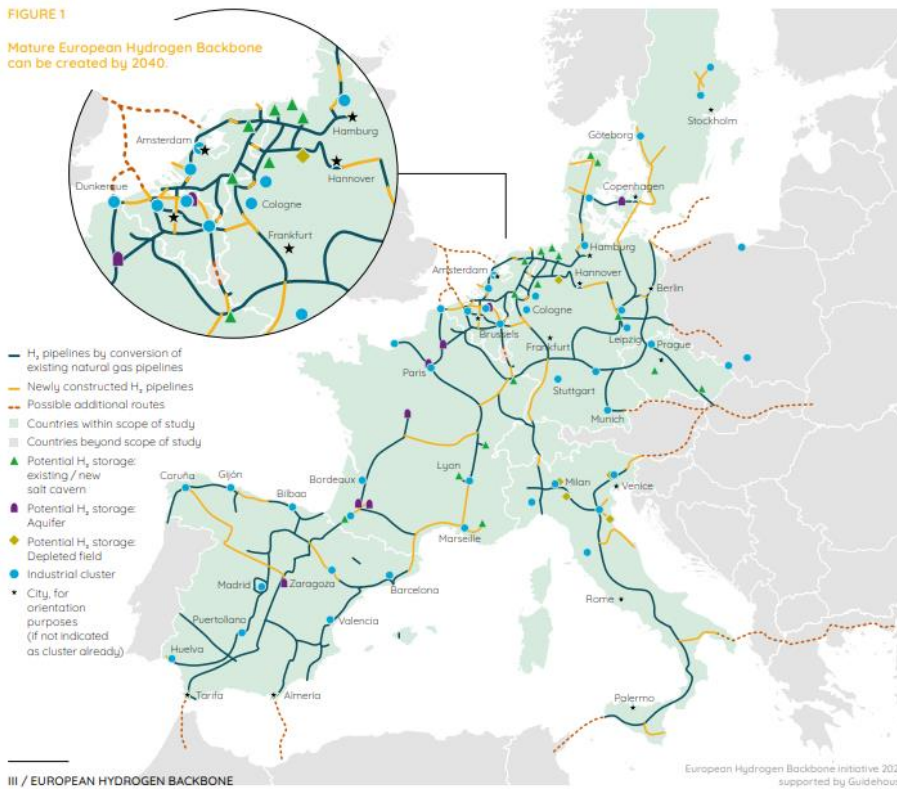 FIGURE 1
Mature European Hydrogen Backbone
can be created by 2040.
Amsterdam
Hamburg
Hannover
Dunkerque
Cologne
Frankfurt
Stockholm
Göteborg
Copenhagen
Hamburg
Amsterdam
Hannover
Berlin
Cologne
Brussels
Leipzig
Frankfurt
Prague
Paris
Stuttgart
Munich
H₂ pipelines by conversion of
existing natural gas pipelines
Newly constructed H₂ pipelines
Possible additional routes
Countries within scope of study
Countries beyond scope of study
Potential H₂ storage:
existing / new
salt cavern
Potential H₂ storage:
Aquifer
Potential H₂ storage:
Depleted field
Industrial cluster
City, for
orientation
purposes
(if not indicated
as cluster already)
Coruña
Gijón
Bilbao
Bordeaux
Lyon
Milan
Venice
Marseille
Madrid
Zaragoza
Barcelona
Puertollano
Valencia
Huelva
Rome
Tarifa
Almeria
Palermo
III / EUROPEAN HYDROGEN BACKBONE
European Hydrogen Backbone initiative 202
supported by Guidehous